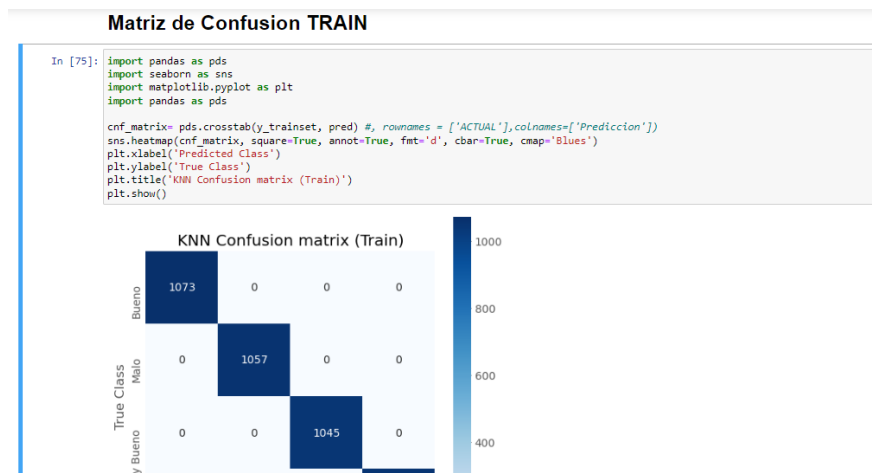 Matriz de Confusion TRAIN
In [75]: import pandas as pds
import seaborn as sns
import matplotlib.pyplot as plt
import pandas as pds
cnf_matrix= pds.crosstab(y_trainset, pred) #, rownames = ['ACTUAL'],colnames=['Prediccion'])
sns.heatmap(cnf_matrix, square=True, annot=True, fmt='d', cbar=True, cmap='Blues')
plt.xlabel('Predicted Class')
plt.ylabel('True Class')
plt.title('KNN Confusion matrix (Train)')
plt.show()
KNN Confusion matrix (Train)
True Class
Bueno
1073 0 0 0
Malo
0 1057 0 0
y Bueno
0 0 1045 0
1000
800
600
400